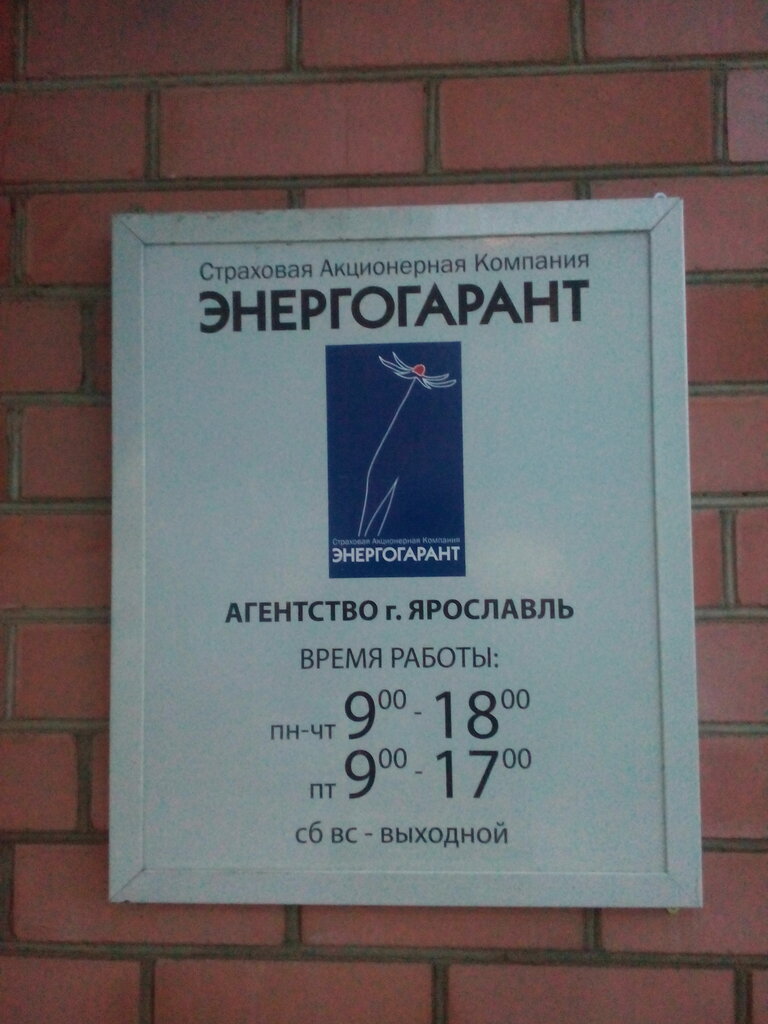 Страховая Акционерная Компания
ЭНЕРГОГАРАНТ
Страховая Акционерная Компания
ЭНЕРГОГАРАНТ
АГЕНТСТВО г. ЯРОСЛАВЛЬ
ВРЕМЯ РАБОТЫ:
пн-чт 9⁰⁰ - 18⁰⁰
пт 9⁰⁰ - 17⁰⁰
сб вс - выходной